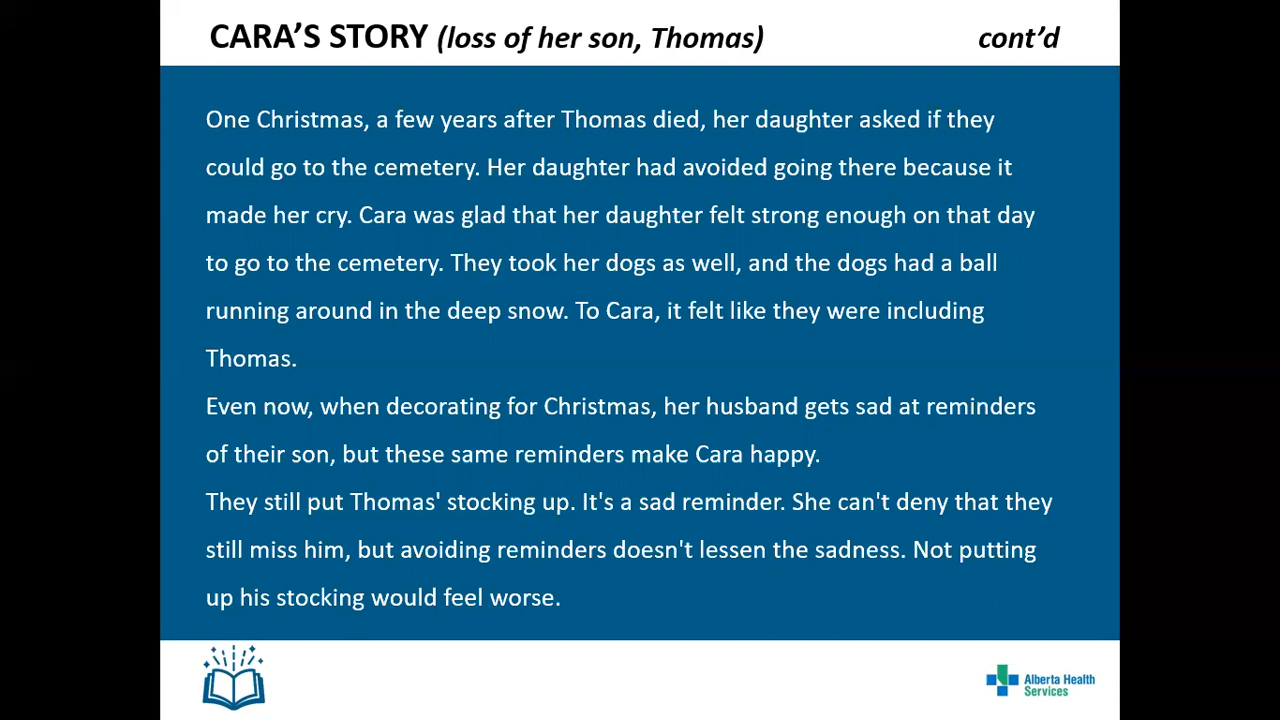 CARA’S STORY (loss of her son, Thomas) cont’d
One Christmas, a few years after Thomas died, her daughter asked if they
could go to the cemetery. Her daughter had avoided going there because it
made her cry. Cara was glad that her daughter felt strong enough on that day
to go to the cemetery. They took her dogs as well, and the dogs had a ball
running around in the deep snow. To Cara, it felt like they were including
Thomas.
Even now, when decorating for Christmas, her husband gets sad at reminders
of their son, but these same reminders make Cara happy.
They still put Thomas' stocking up. It's a sad reminder. She can't deny that they
still miss him, but avoiding reminders doesn't lessen the sadness. Not putting
up his stocking would feel worse.
Alberta Health
Services